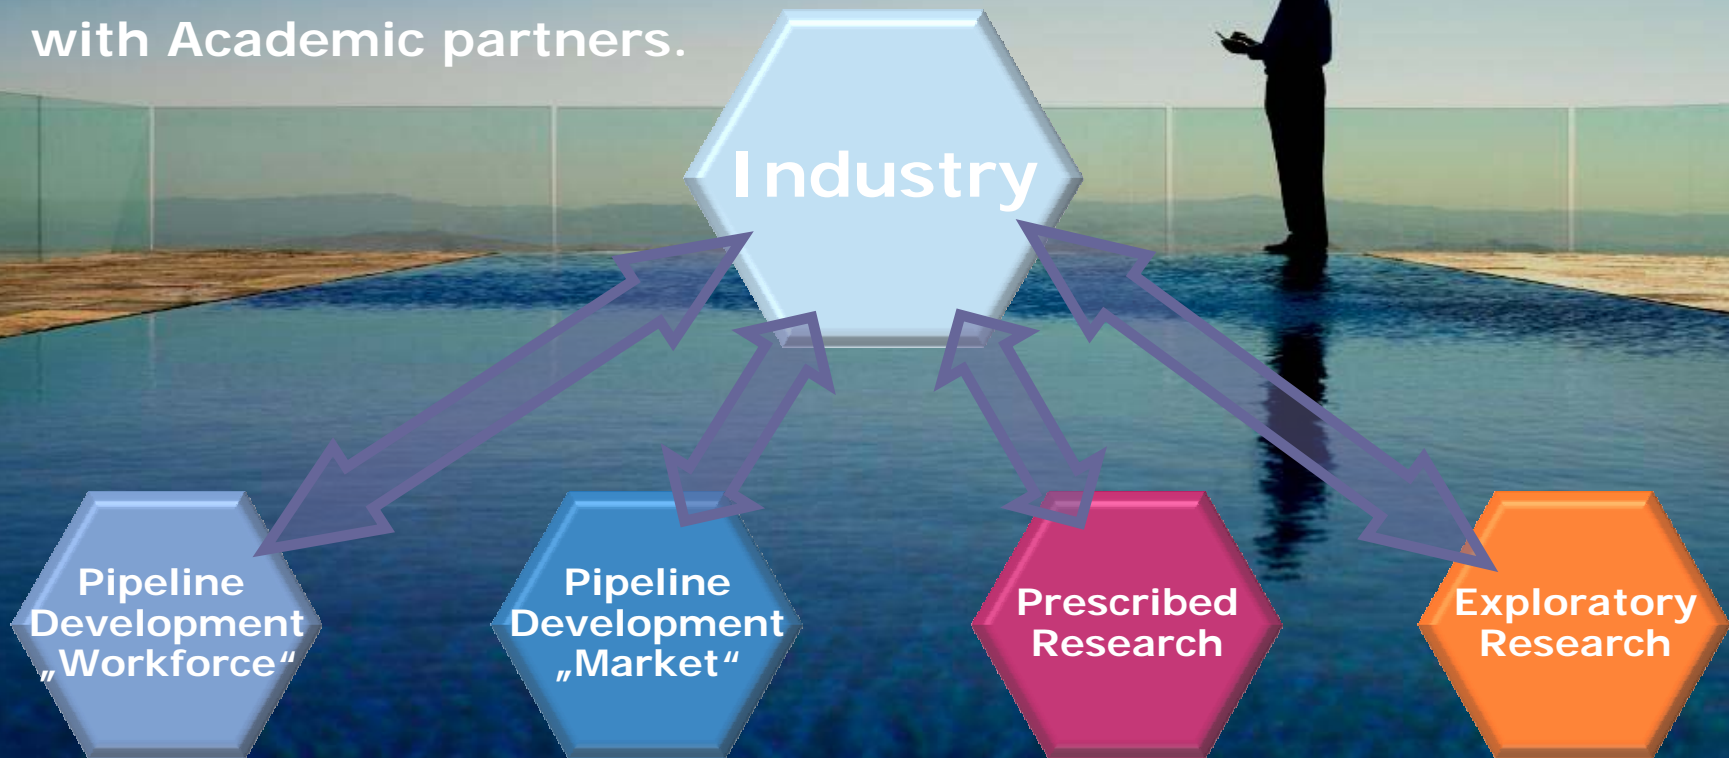 with Academic partners.
Industry
Pipeline
Development
„Workforce“
Pipeline
Development
„Market“
Prescribed
Research
Exploratory
Research